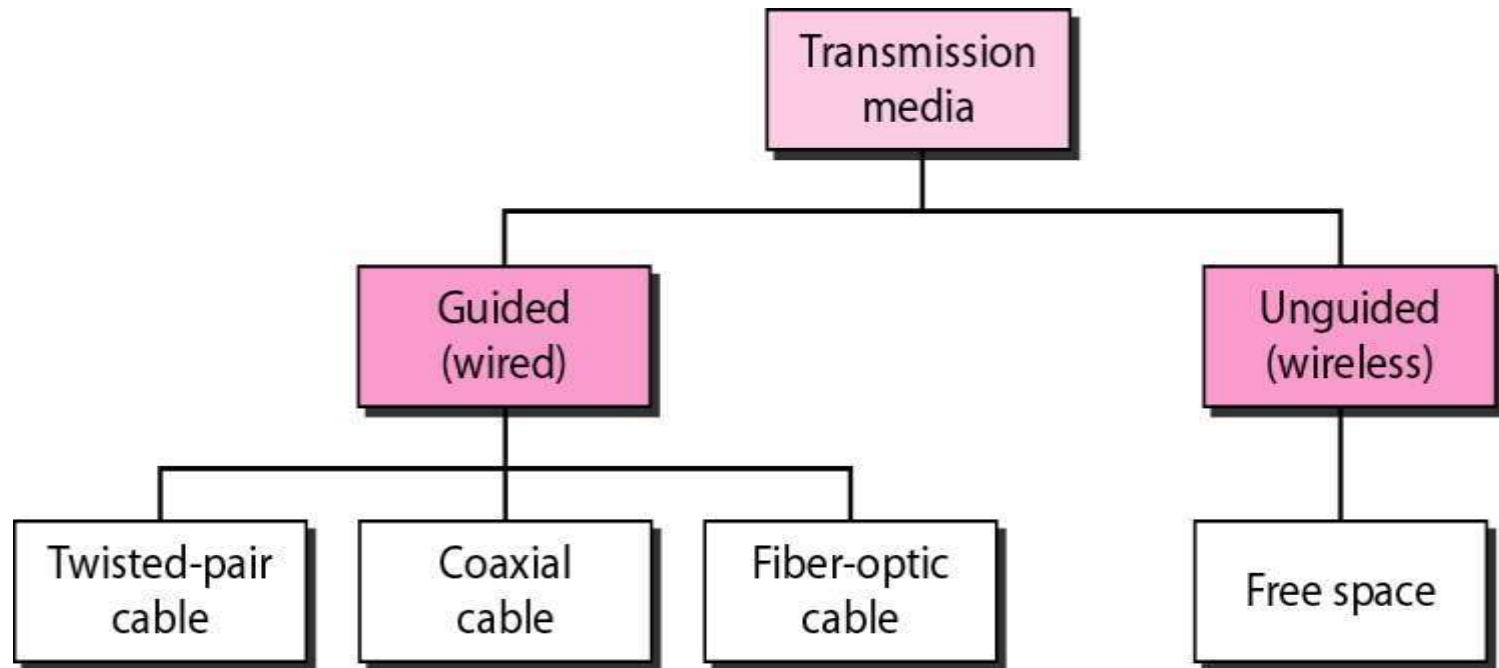 Transmission
media
Guided
(wired)
Unguided
(wireless)
Twisted-pair
cable
Coaxial
cable
Fiber-optic
cable
Free space